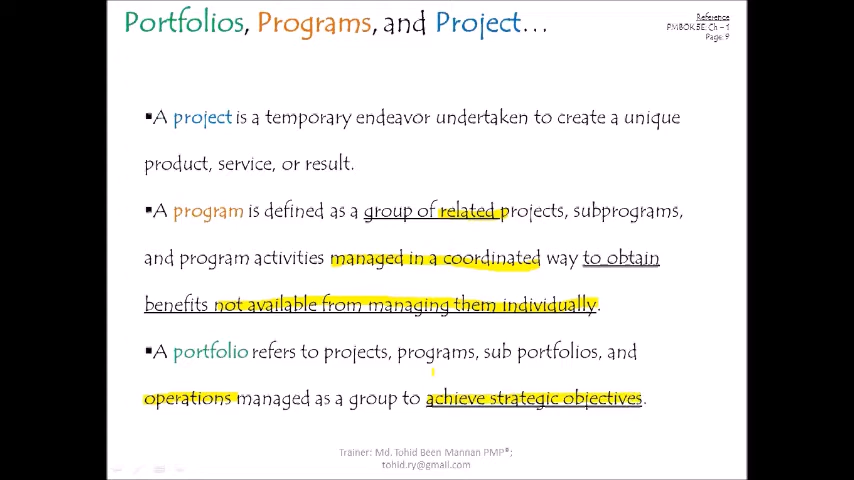 Portfolios, Programs, and Project...
Reference
PMBOK 5E: Ch – 1
Page: 9
▪A project is a temporary endeavor undertaken to create a unique
product, service, or result.
▪A program is defined as a group of related projects, subprograms,
and program activities managed in a coordinated way to obtain
benefits not available from managing them individually.
▪A portfolio refers to projects, programs, sub portfolios, and
operations managed as a group to achieve strategic objectives.
Trainer: Md. Tohid Been Mannan PMP®;
tohid.ry@gmail.com